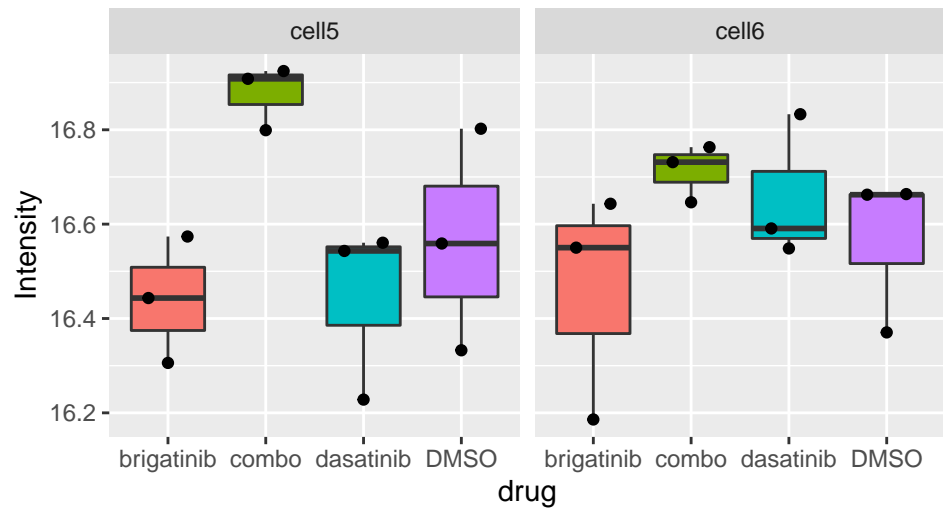 cell5 cell6
Intensity
16.8
16.6
16.4
16.2
brigatinib combo dasatinib DMSO brigatinib combo dasatinib DMSO
drug